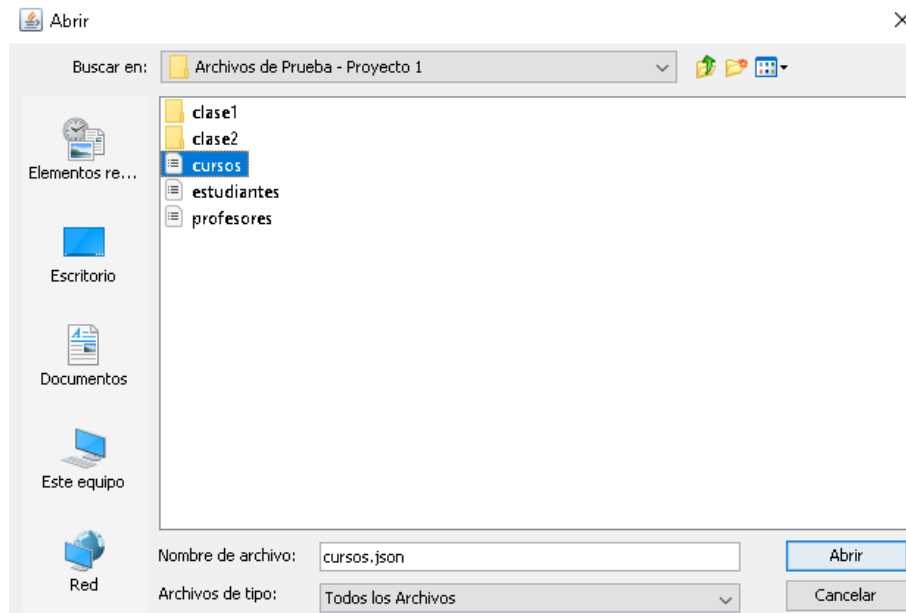 Abrir
Buscar en: Archivos de Prueba - Proyecto 1
clase1
clase2
cursos
estudiantes
profesores
Elementos re...
Escritorio
Documentos
Este equipo
Red
Nombre de archivo: cursos.json Abrir
Archivos de tipo: Todos los Archivos Cancelar